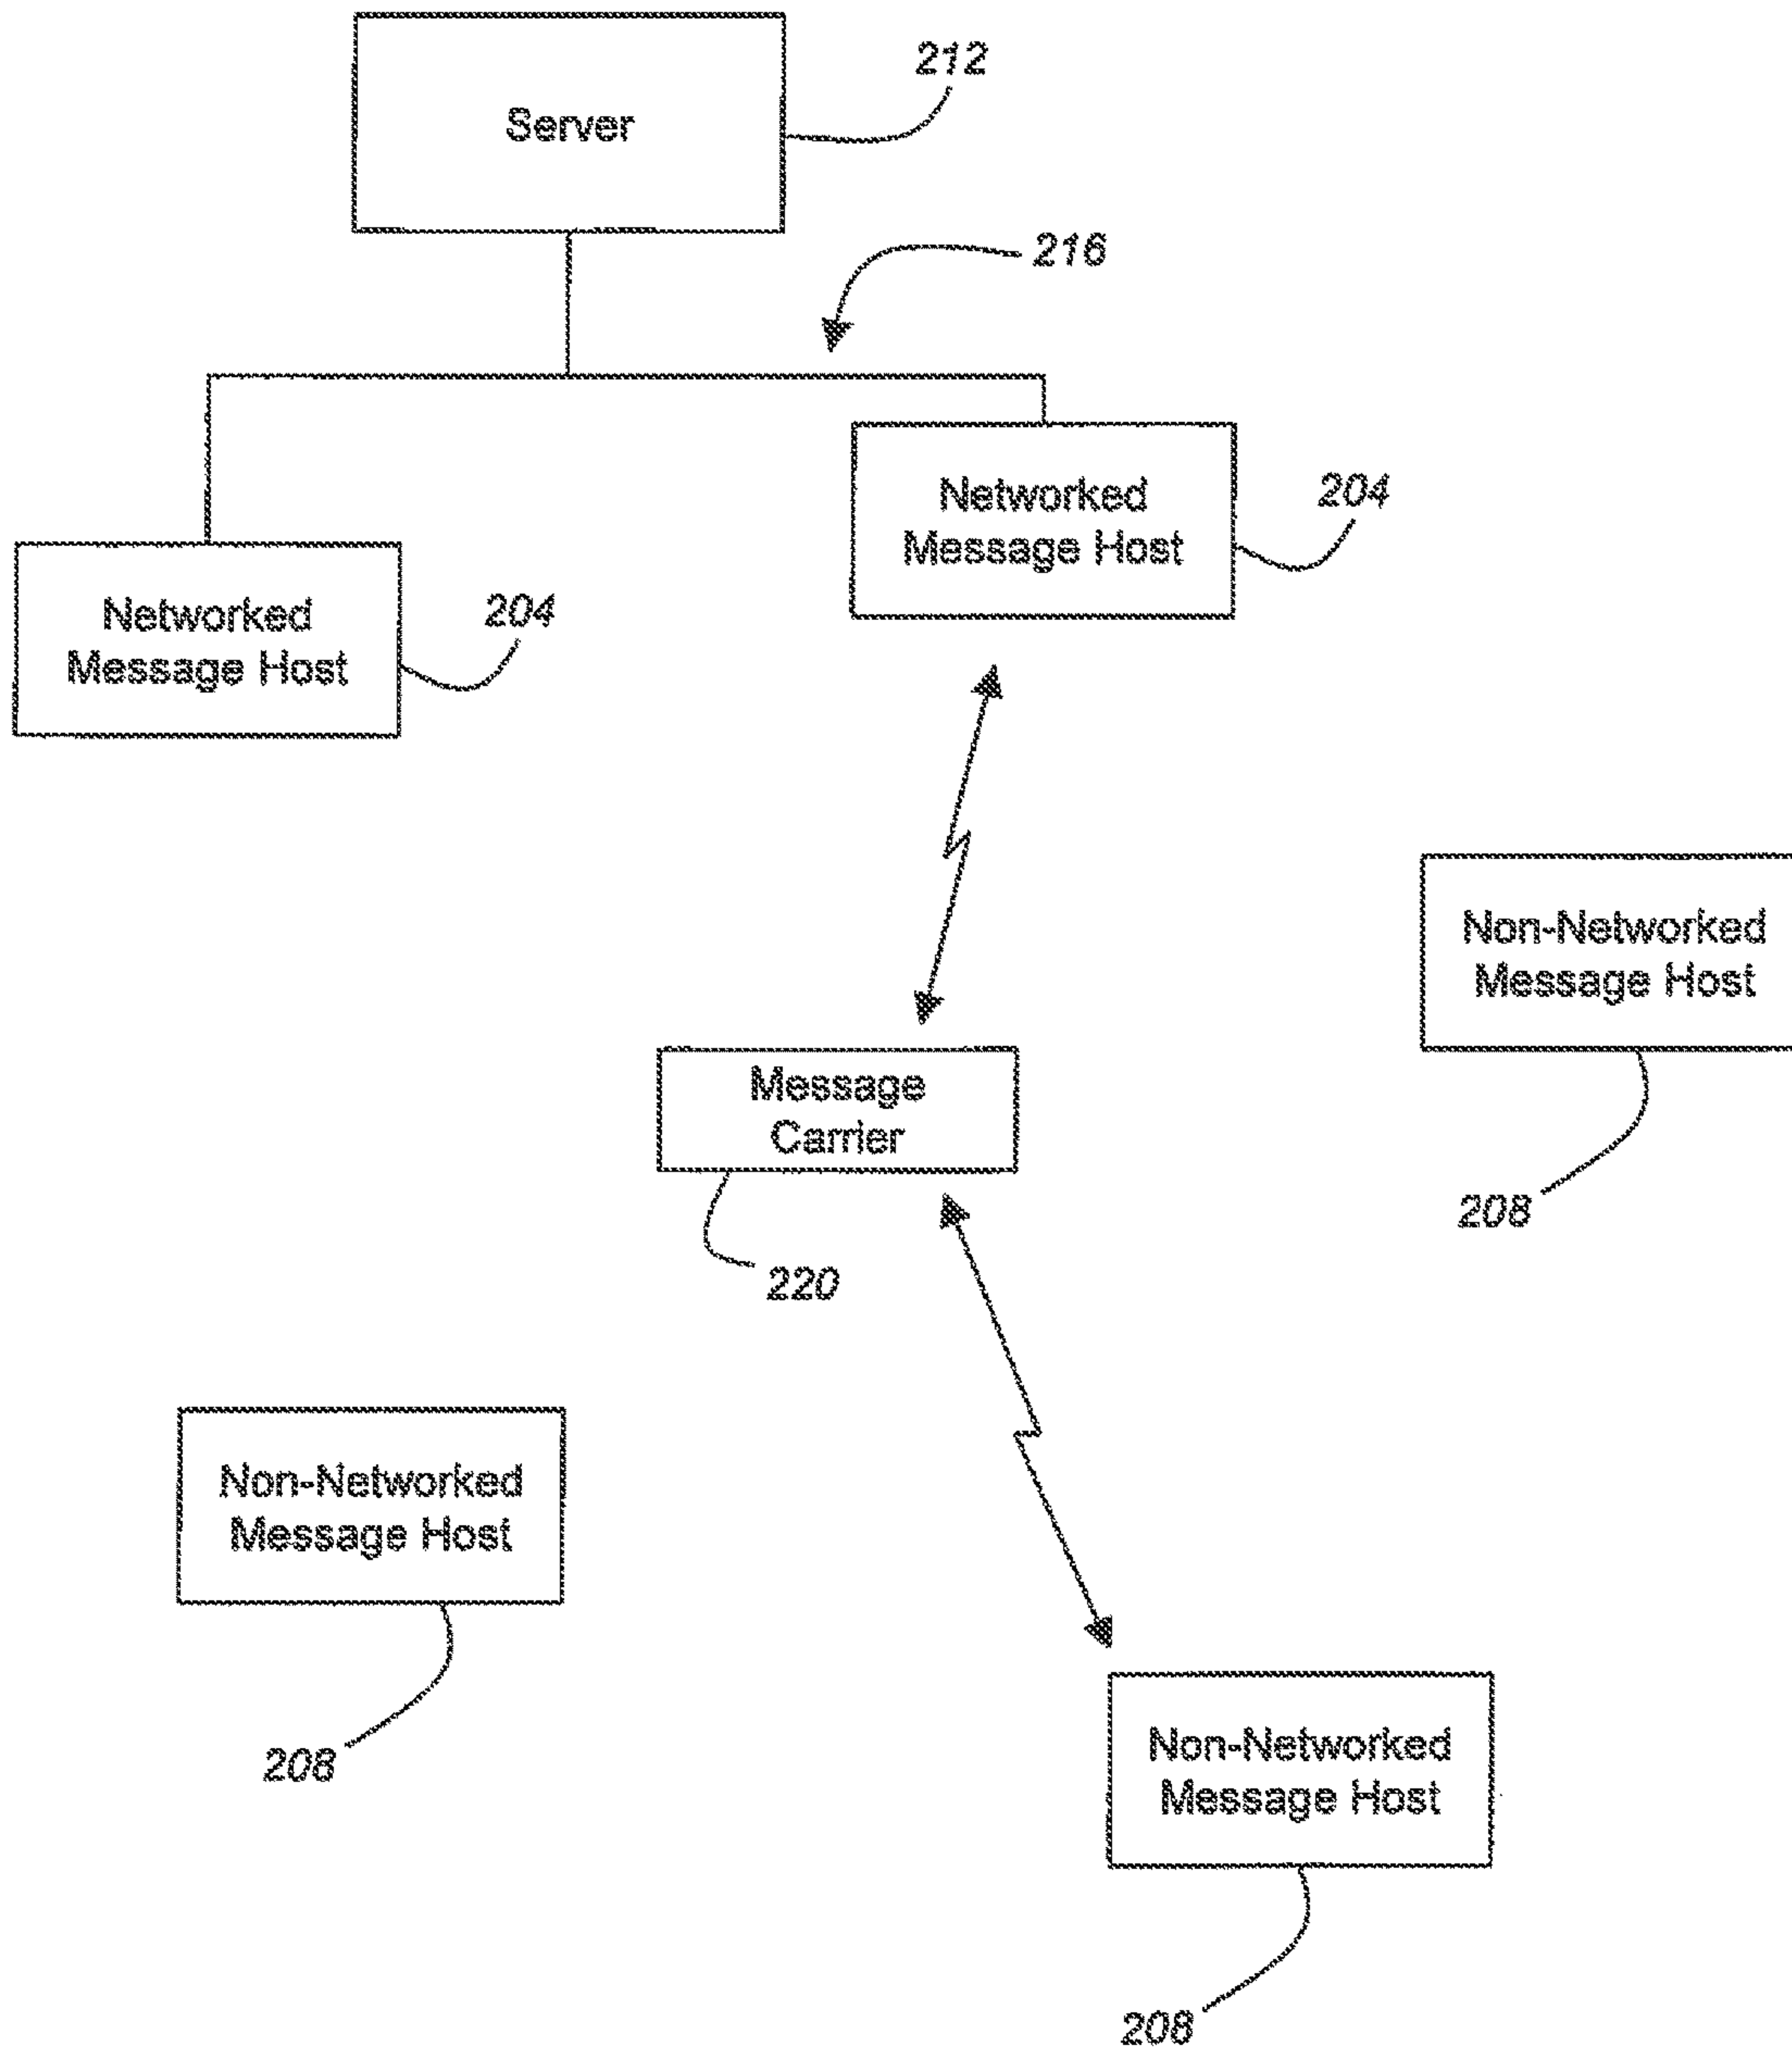 Server
212
216
Networked
Message Host
204
Networked
Message Host
204
Non-Networked
Message Host
208
Message
Carrier
220
Non-Networked
Message Host
208
Non-Networked
Message Host
208